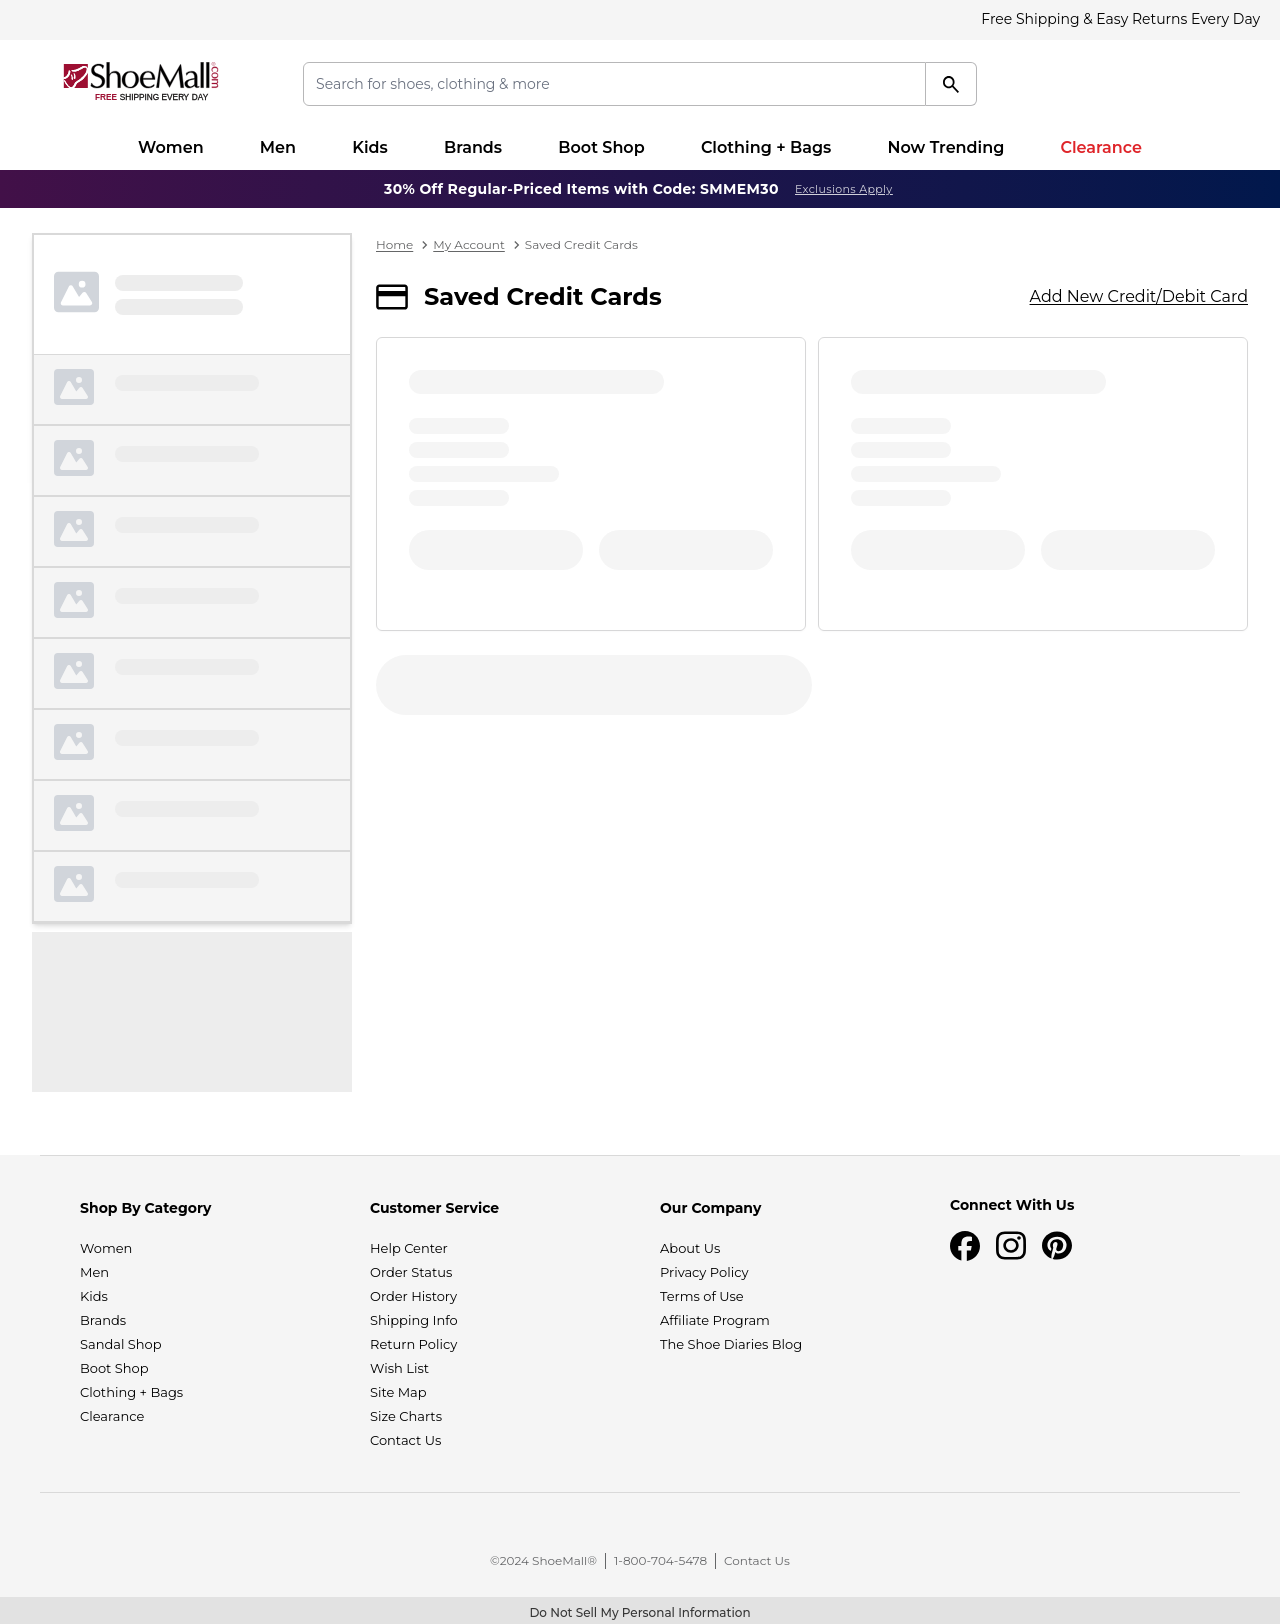 Free Shipping & Easy Returns Every Day
ShoeMall.com
FREE SHIPPING EVERY DAY
Search for shoes, clothing & more
Women Men Kids Brands Boot Shop Clothing + Bags Now Trending Clearance
30% Off Regular-Priced Items with Code: SMMEM30 Exclusions Apply
Home > My Account > Saved Credit Cards
Saved Credit Cards
Add New Credit/Debit Card
Shop By Category
Women
Men
Kids
Brands
Sandal Shop
Boot Shop
Clothing + Bags
Clearance
Customer Service
Help Center
Order Status
Order History
Shipping Info
Return Policy
Wish List
Site Map
Size Charts
Contact Us
Our Company
About Us
Privacy Policy
Terms of Use
Affiliate Program
The Shoe Diaries Blog
Connect With Us
©2024 ShoeMall® | 1-800-704-5478 | Contact Us
Do Not Sell My Personal Information